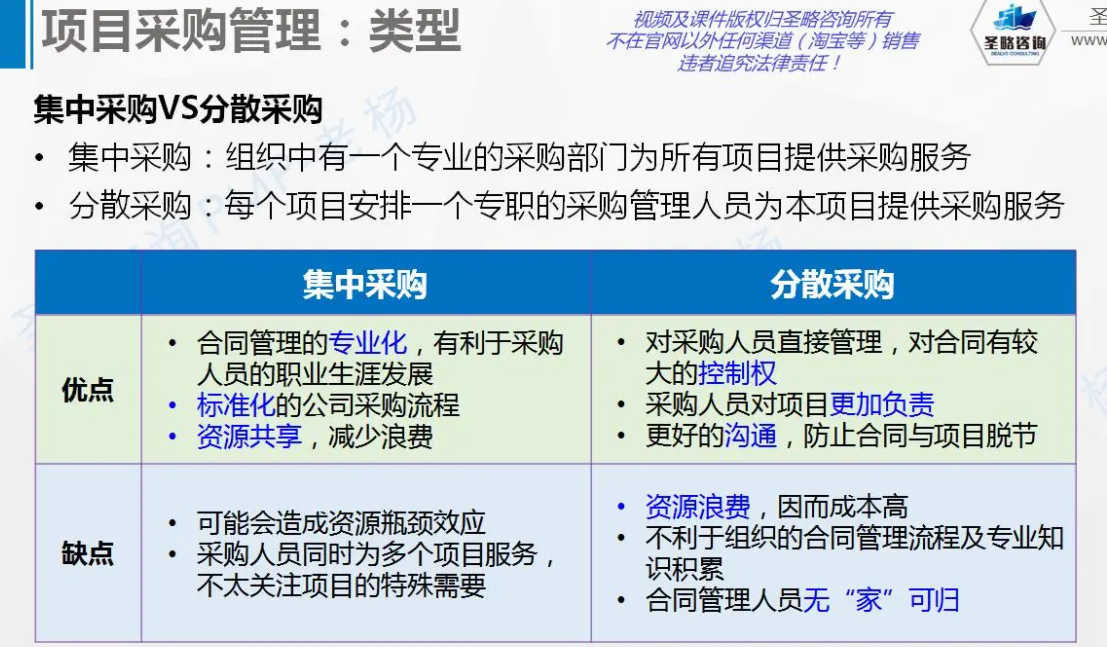 项目采购管理：类型
视频及课件版权归圣略咨询所有
不在官网以外任何渠道（淘宝等）销售
违者追究法律责任！
圣略咨询
圣
www
集中采购VS分散采购
• 集中采购：组织中有一个专业的采购部门为所有项目提供采购服务
• 分散采购：每个项目安排一个专职的采购管理人员为本项目提供采购服务
集中采购
分散采购
优点
• 合同管理的专业化，有利于采购
人员的职业生涯发展
• 标准化的公司采购流程
• 资源共享，减少浪费
• 对采购人员直接管理，对合同有较
大的控制权
• 采购人员对项目更加负责
• 更好的沟通，防止合同与项目脱节
缺点
• 可能会造成资源瓶颈效应
• 采购人员同时为多个项目服务，
不太关注项目的特殊需要
• 资源浪费，因而成本高
• 不利于组织的合同管理流程及专业知
识积累
• 合同管理人员无“家”可归